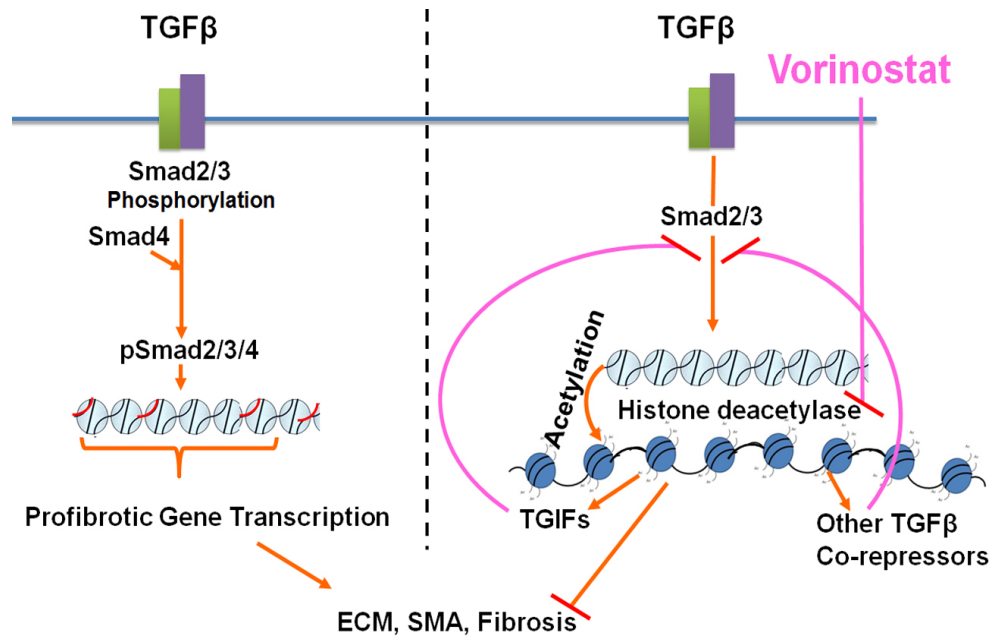 TGFβ
Smad2/3
Phosphorylation
Smad4
pSmad2/3/4
Profibrotic Gene Transcription
ECM, SMA, Fibrosis
TGFβ
Vorinostat
Smad2/3
Acetylation
Histone deacetylase
TGIFs
Other TGFβ
Co-repressors